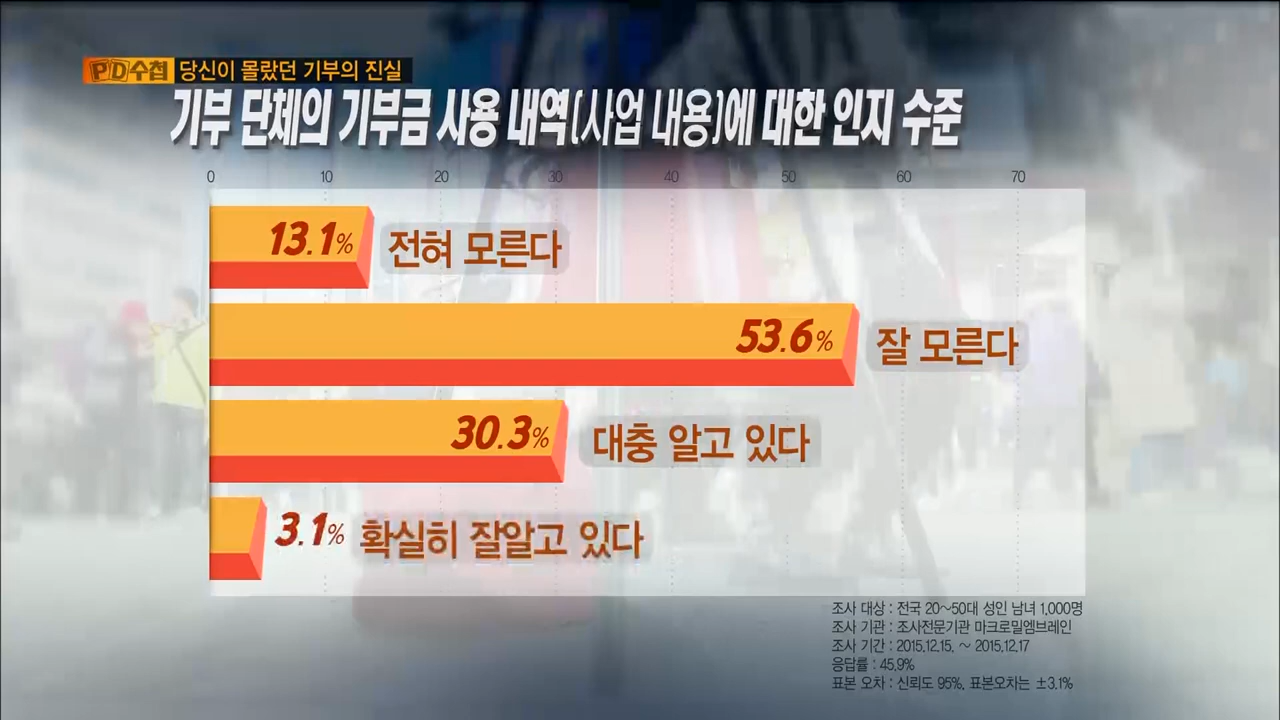 PD수첩 당신이 몰랐던 기부의 진실
기부 단체의 기부금 사용 내역(사업 내용)에 대한 인지 수준
0 10 20 30 40 50 60 70
13.1% 전혀 모른다
53.6% 잘 모른다
30.3% 대충 알고 있다
3.1% 확실히 잘알고 있다
조사 대상 : 전국 20~50대 성인 남녀 1,000명
조사 기관 : 조사전문기관 마크로밀엠브레인
조사 기간 : 2015.12.15. ~ 2015.12.17
응답률 : 45.9%
표본 오차 : 신뢰도 95%, 표본오차는 ±3.1%